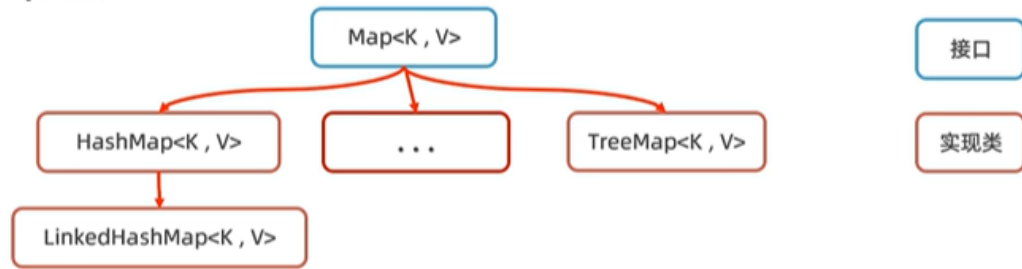 Map<K , V>
接口
HashMap<K , V>
...
TreeMap<K , V>
实现类
LinkedHashMap<K , V>